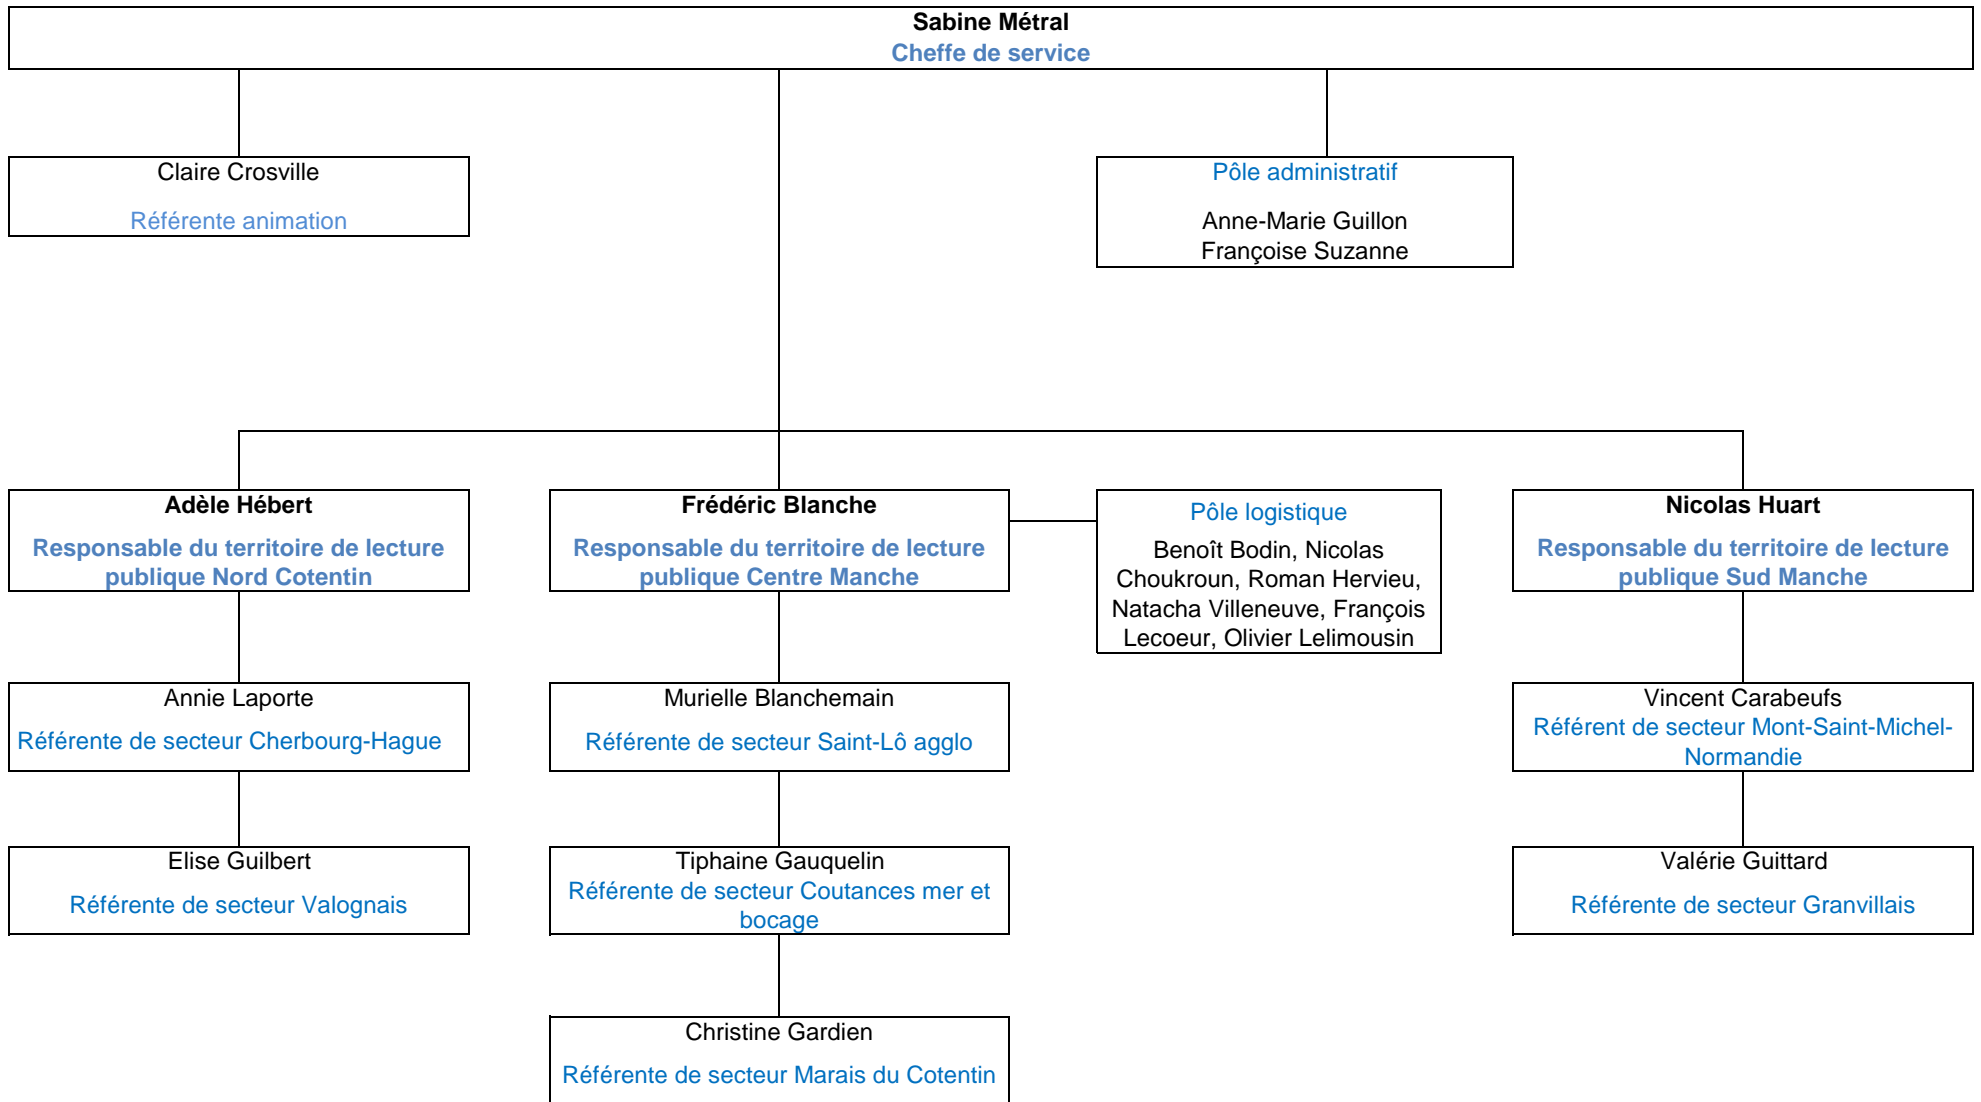 Sabine Métral
Cheffe de service
Claire Crosville
Référente animation
Pôle administratif
Anne-Marie Guillon
Françoise Suzanne
Adèle Hébert
Responsable du territoire de lecture
publique Nord Cotentin
Frédéric Blanche
Responsable du territoire de lecture
publique Centre Manche
Pôle logistique
Benoît Bodin, Nicolas
Choukroun, Roman Hervieu,
Natacha Villeneuve, François
Lecoeur, Olivier Lelimousin
Nicolas Huart
Responsable du territoire de lecture
publique Sud Manche
Annie Laporte
Référente de secteur Cherbourg-Hague
Murielle Blanchemain
Référente de secteur Saint-Lô agglo
Vincent Carabeufs
Référent de secteur Mont-Saint-Michel-
Normandie
Elise Guilbert
Référente de secteur Valognais
Tiphaine Gauquelin
Référente de secteur Coutances mer et
bocage
Valérie Guittard
Référente de secteur Granvillais
Christine Gardien
Référente de secteur Marais du Cotentin